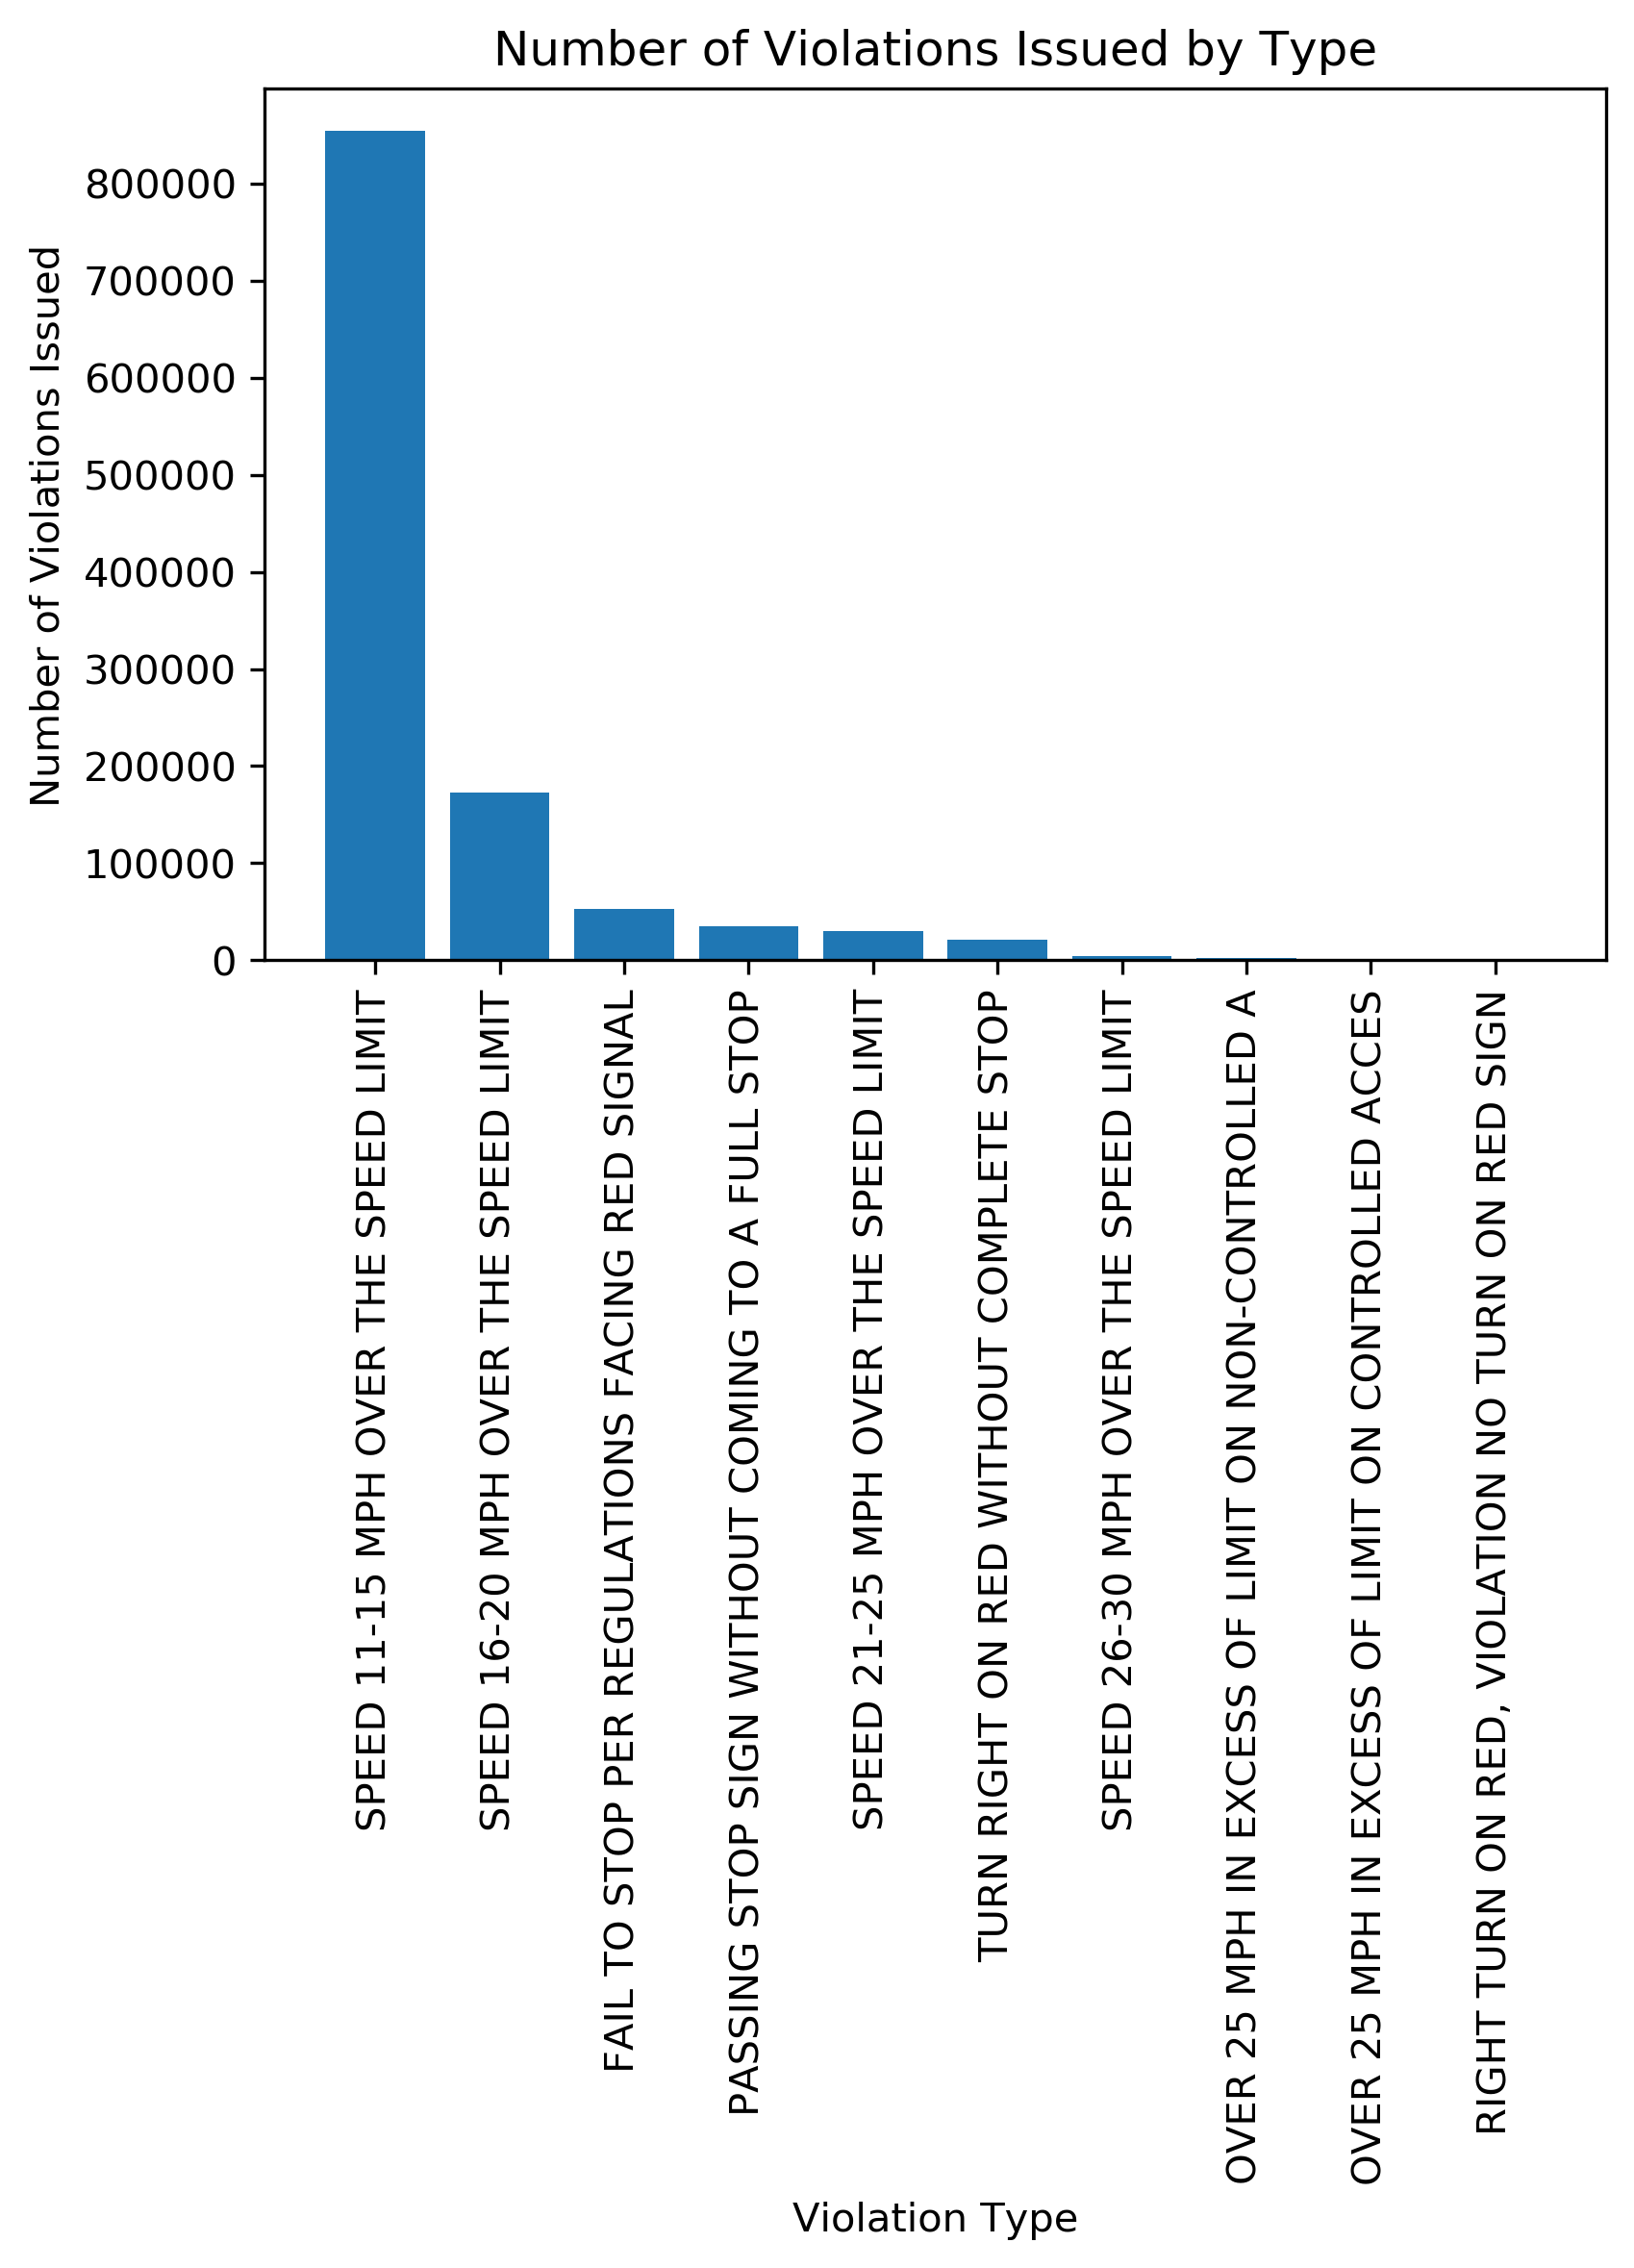 Number of Violations Issued by Type
Number of Violations Issued
800000
700000
600000
500000
400000
300000
200000
100000
0
SPEED 11-15 MPH OVER THE SPEED LIMIT
SPEED 16-20 MPH OVER THE SPEED LIMIT
FAIL TO STOP PER REGULATIONS FACING RED SIGNAL
PASSING STOP SIGN WITHOUT COMING TO A FULL STOP
SPEED 21-25 MPH OVER THE SPEED LIMIT
TURN RIGHT ON RED WITHOUT COMPLETE STOP
SPEED 26-30 MPH OVER THE SPEED LIMIT
OVER 25 MPH IN EXCESS OF LIMIT ON NON-CONTROLLED A
OVER 25 MPH IN EXCESS OF LIMIT ON CONTROLLED ACCES
RIGHT TURN ON RED, VIOLATION NO TURN ON RED SIGN
Violation Type